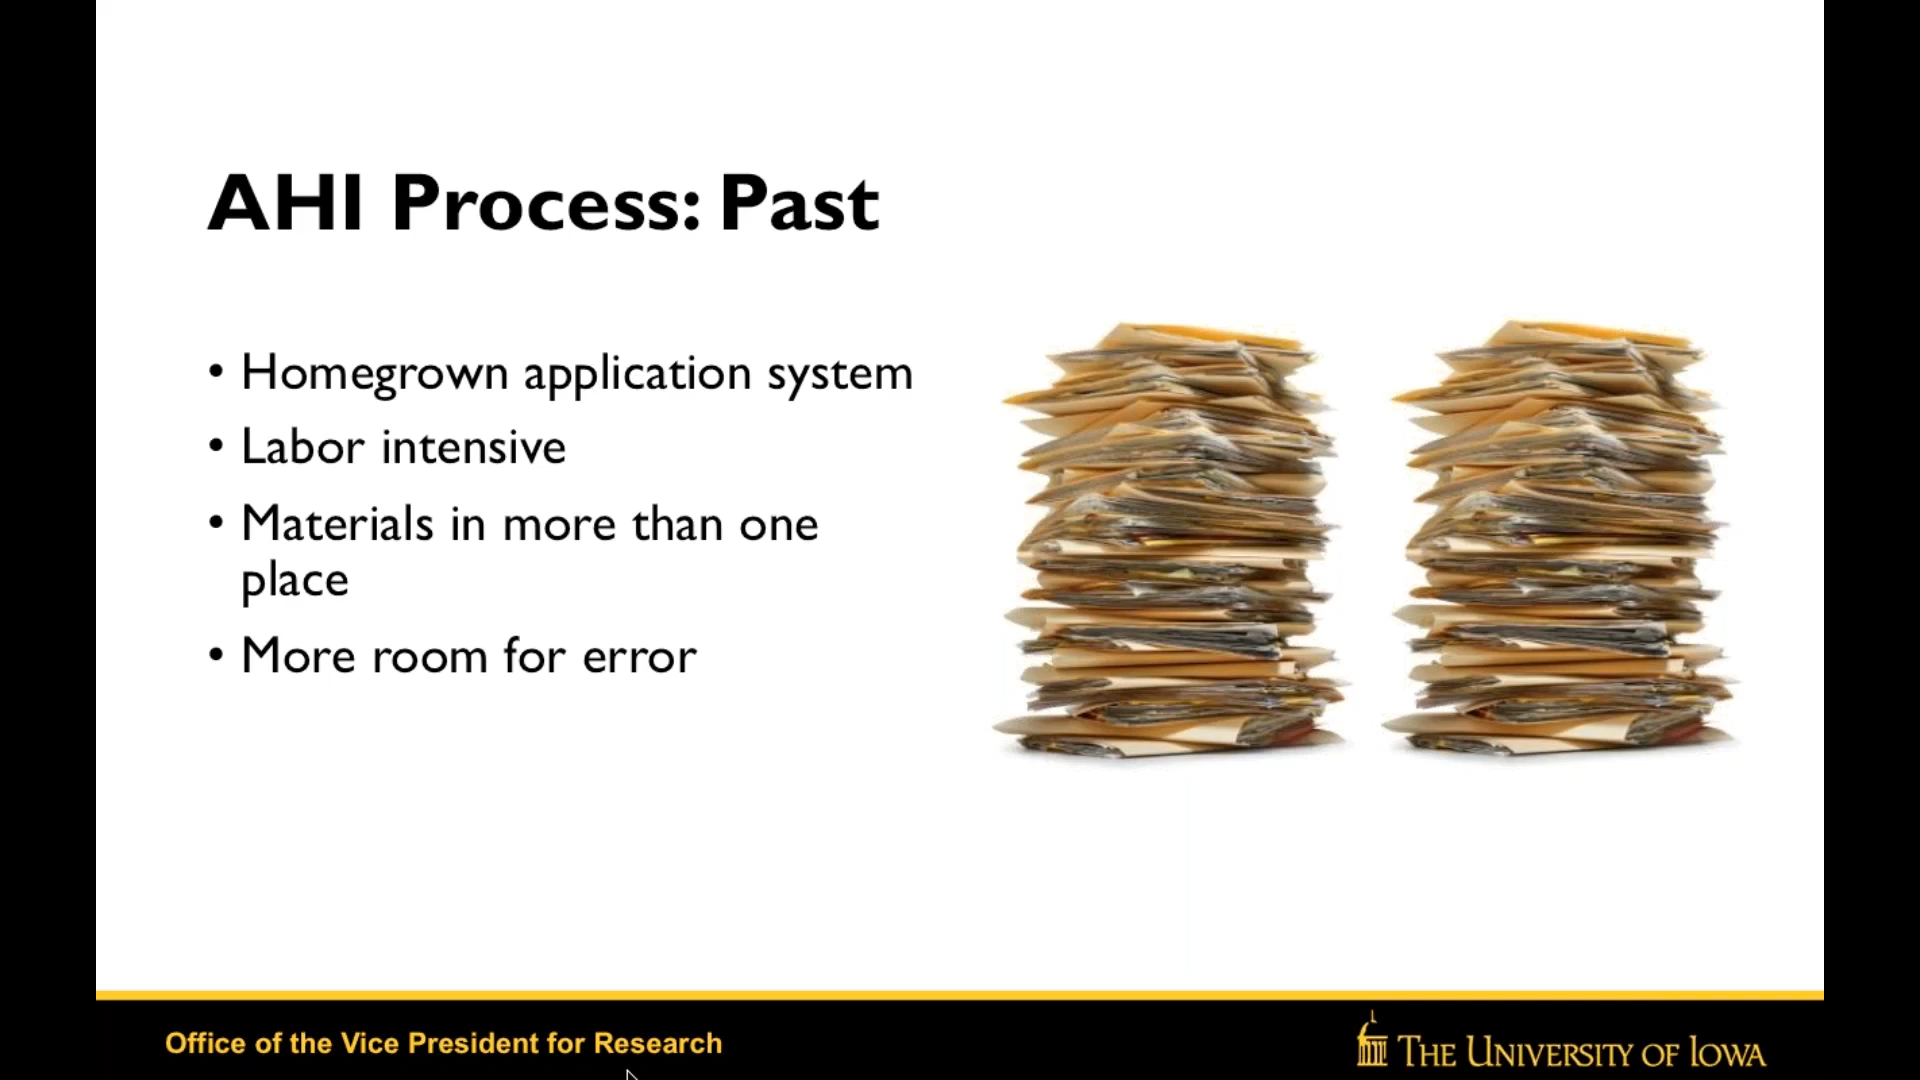 AHI Process: Past
• Homegrown application system
• Labor intensive
• Materials in more than one
place
• More room for error
Office of the Vice President for Research
THE UNIVERSITY OF IOWA